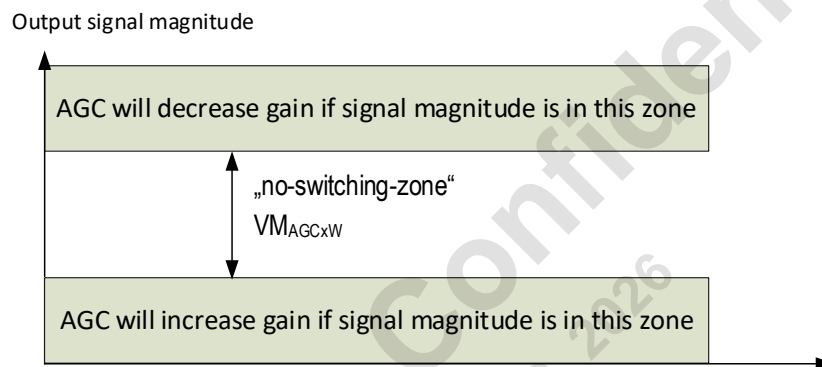 Output signal magnitude
AGC will decrease gain if signal magnitude is in this zone
„no-switching-zone“
VMAGCxW
AGC will increase gain if signal magnitude is in this zone
2026